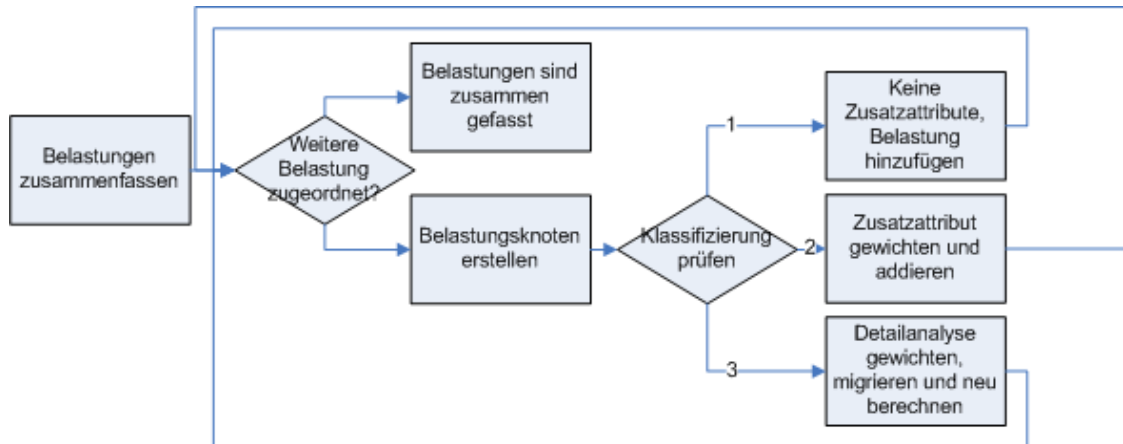 Belastungen
zusammenfassen
Weitere
Belastung
zugeordnet?
Belastungen sind
zusammen
gefasst
Belastungsknoten
erstellen
Klassifizierung
prüfen
1
Keine
Zusatzattribute,
Belastung
hinzufügen
2
Zusatzattribut
gewichten und
addieren
3
Detailanalyse
gewichten,
migrieren und neu
berechnen